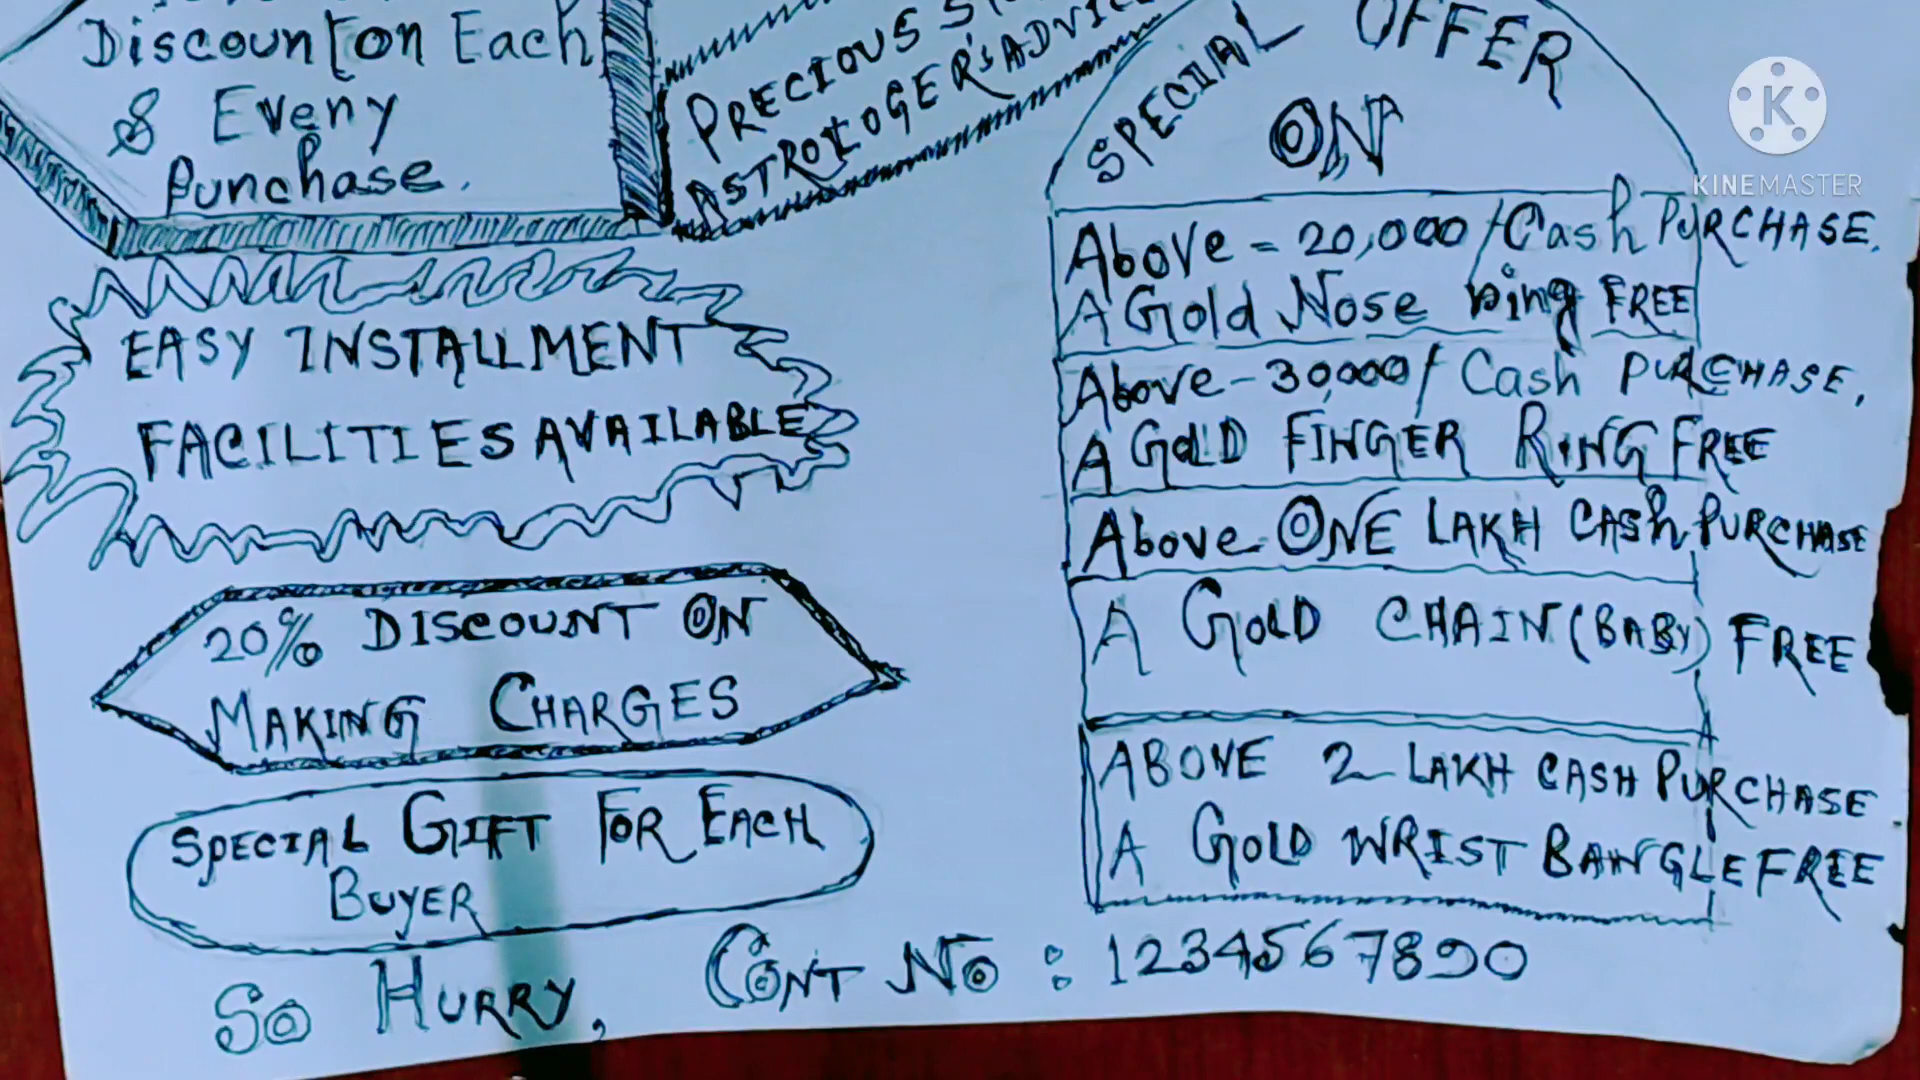 Discount on Each
& Every
Purchase.
PRECIOUS
ASTROLOGER'S ADVI
SPECIAL OFFER
ON
Above - 20,000/ Cash PURCHASE.
A Gold Nose Ring FREE
Above - 30,000/ Cash PURCHASE.
A GOLD FINGER RING FREE
Above ONE LAKH CASH PURCHASE
A GOLD CHAIN (BABY) FREE
ABOVE 2 LAKH CASH PURCHASE
A GOLD WRIST BANGLE FREE
EASY INSTALLMENT
FACILITIES AVAILABLE
20% DISCOUNT ON
MAKING CHARGES
SPECIAL GIFT FOR EACH
BUYER
SO HURRY, CONT NO : 1234567890
K
KINEMASTER